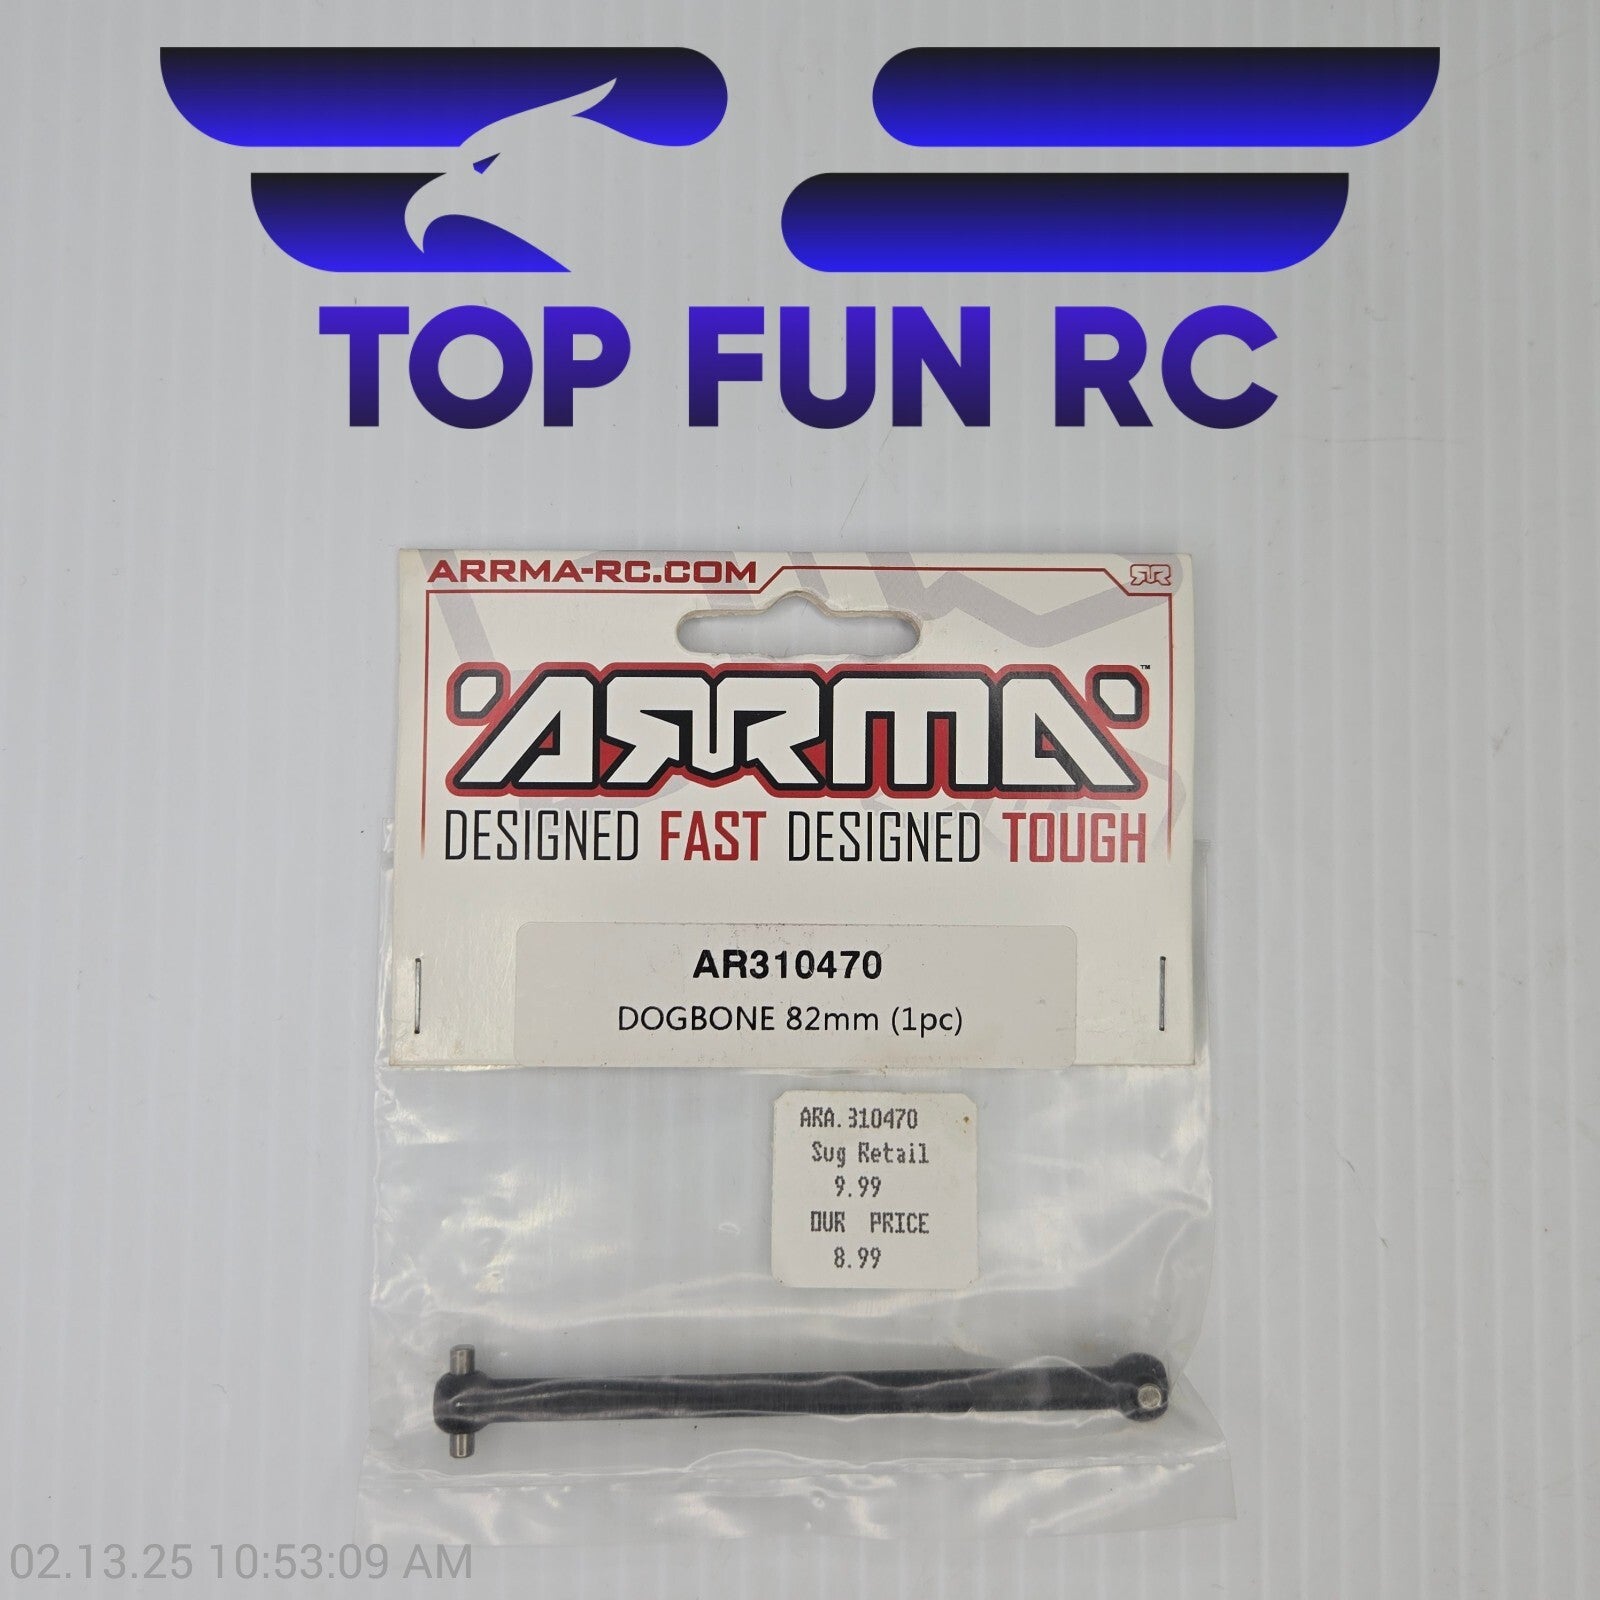 TOP FUN RC
ARRMA-RC.COM
ARRMA™
DESIGNED FAST DESIGNED TOUGH
AR310470
DOGBONE 82mm (1pc)
ARA.310470
Sug Retail
9.99
OUR PRICE
8.99
02.13.25 10:53:09 AM